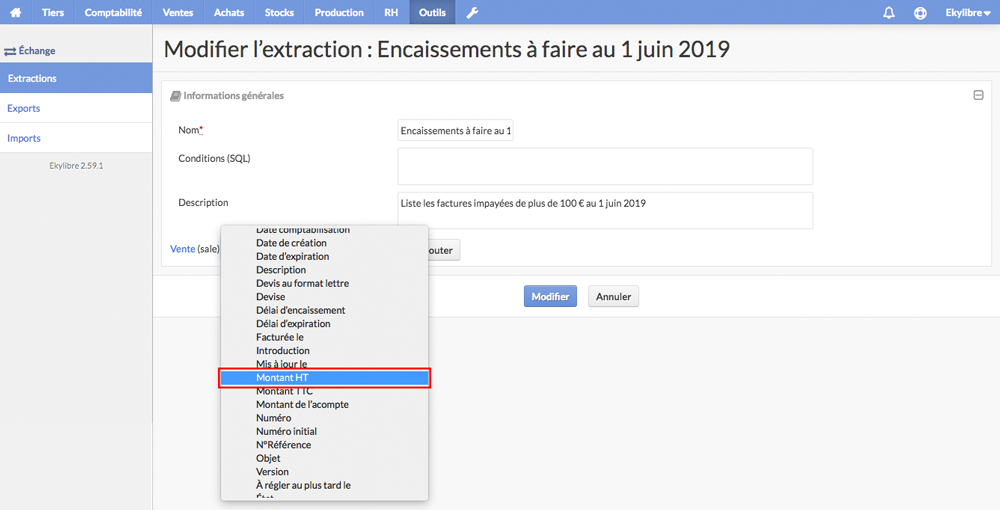 Tiers Comptabilité Ventes Achats Stocks Production RH Outils Ekylibre
Échange
Extractions
Exports
Imports
Ekylibre 2.59.1
Modifier l'extraction : Encaissements à faire au 1 juin 2019
Informations générales
Nom* Encaissements à faire au 1
Conditions (SQL)
Description Liste les factures impayées de plus de 100 € au 1 juin 2019
Vente (sale) outer
Date comptabilisation
Date de création
Date d'expiration
Description
Devis au format lettre
Devise
Délai d'encaissement
Délai d'expiration
Facturée le
Introduction
Mis à jour le
Montant HT
Montant TTC
Montant de l'acompte
Numéro
Numéro initial
N°Référence
Objet
Version
À régler au plus tard le
État
Modifier Annuler